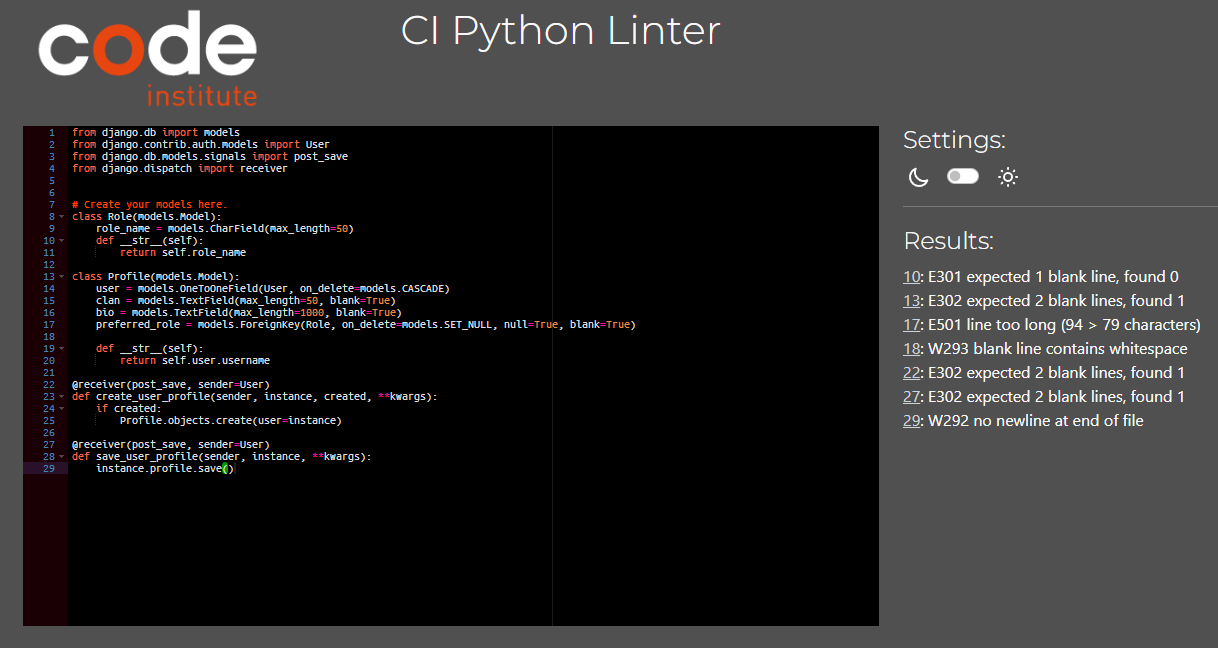 code
institute
CI Python Linter
1 from django.db import models
2 from django.contrib.auth.models import User
3 from django.db.models.signals import post_save
4 from django.dispatch import receiver
5
6
7 # Create your models here.
8 class Role(models.Model):
9     role_name = models.CharField(max_length=50)
10     def __str__(self):
11         return self.role_name
12
13 class Profile(models.Model):
14     user = models.OneToOneField(User, on_delete=models.CASCADE)
15     clan = models.TextField(max_length=50, blank=True)
16     bio = models.TextField(max_length=1000, blank=True)
17     preferred_role = models.ForeignKey(Role, on_delete=models.SET_NULL, null=True, blank=True)
18
19     def __str__(self):
20         return self.user.username
21
22 @receiver(post_save, sender=User)
23 def create_user_profile(sender, instance, created, **kwargs):
24     if created:
25         Profile.objects.create(user=instance)
26
27 @receiver(post_save, sender=User)
28 def save_user_profile(sender, instance, **kwargs):
29     instance.profile.save()
Settings:
Results:
10: E301 expected 1 blank line, found 0
13: E302 expected 2 blank lines, found 1
17: E501 line too long (94 > 79 characters)
18: W293 blank line contains whitespace
22: E302 expected 2 blank lines, found 1
27: E302 expected 2 blank lines, found 1
29: W292 no newline at end of file